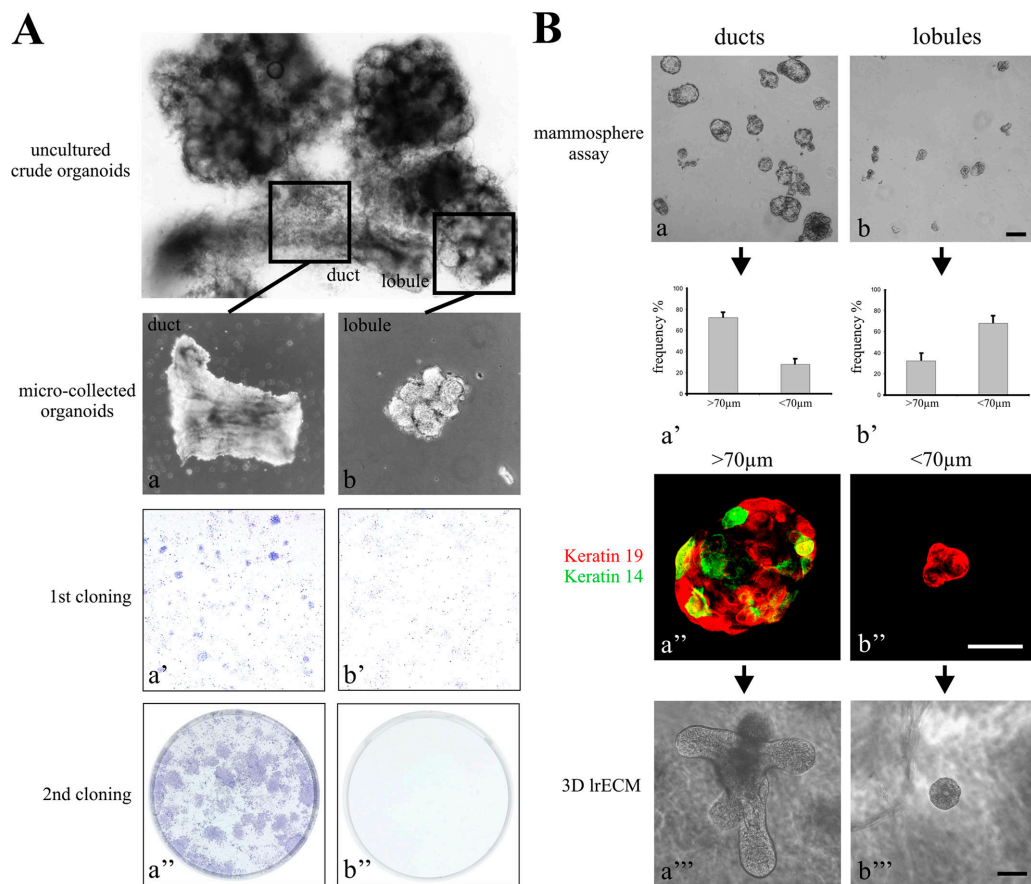 A
uncultured
crude organoids
duct
lobule
micro-collected
organoids
duct
a
lobule
b
1st cloning
a’
b’
2nd cloning
a’’
b’’
B
ducts
lobules
mammosphere
assay
a
b
frequency %
100
80
60
40
20
0
>70µm
<70µm
a’
frequency %
100
80
60
40
20
0
>70µm
<70µm
b’
>70µm
<70µm
Keratin 19
Keratin 14
a’’
b’’
3D lrECM
a’’’
b’’’